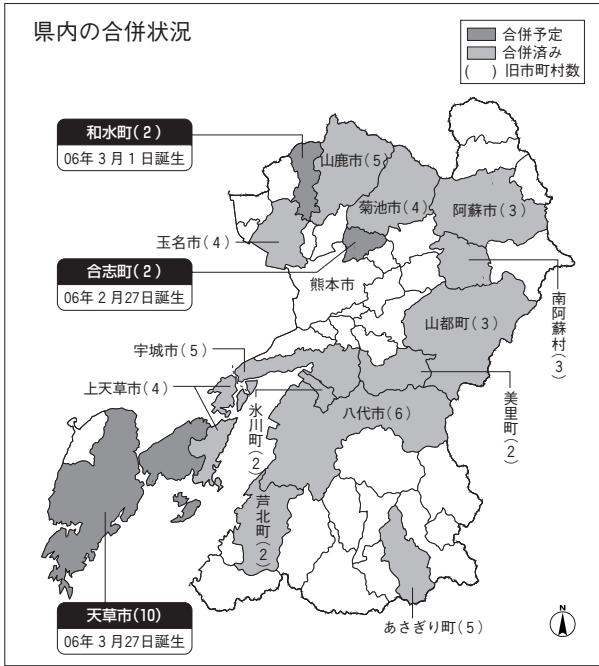 県内の合併状況
合併予定
合併済み
( ) 旧市町村数
和水町(2)
06年3月1日誕生
山鹿市(5)
菊池市(4)
阿蘇市(3)
玉名市(4)
合志町(2)
06年2月27日誕生
熊本市
南阿蘇村(3)
山都町(3)
宇城市(5)
上天草市(4)
氷川町(2)
八代市(6)
美里町(2)
芦北町(2)
天草市(10)
06年3月27日誕生
あさぎり町(5)
N